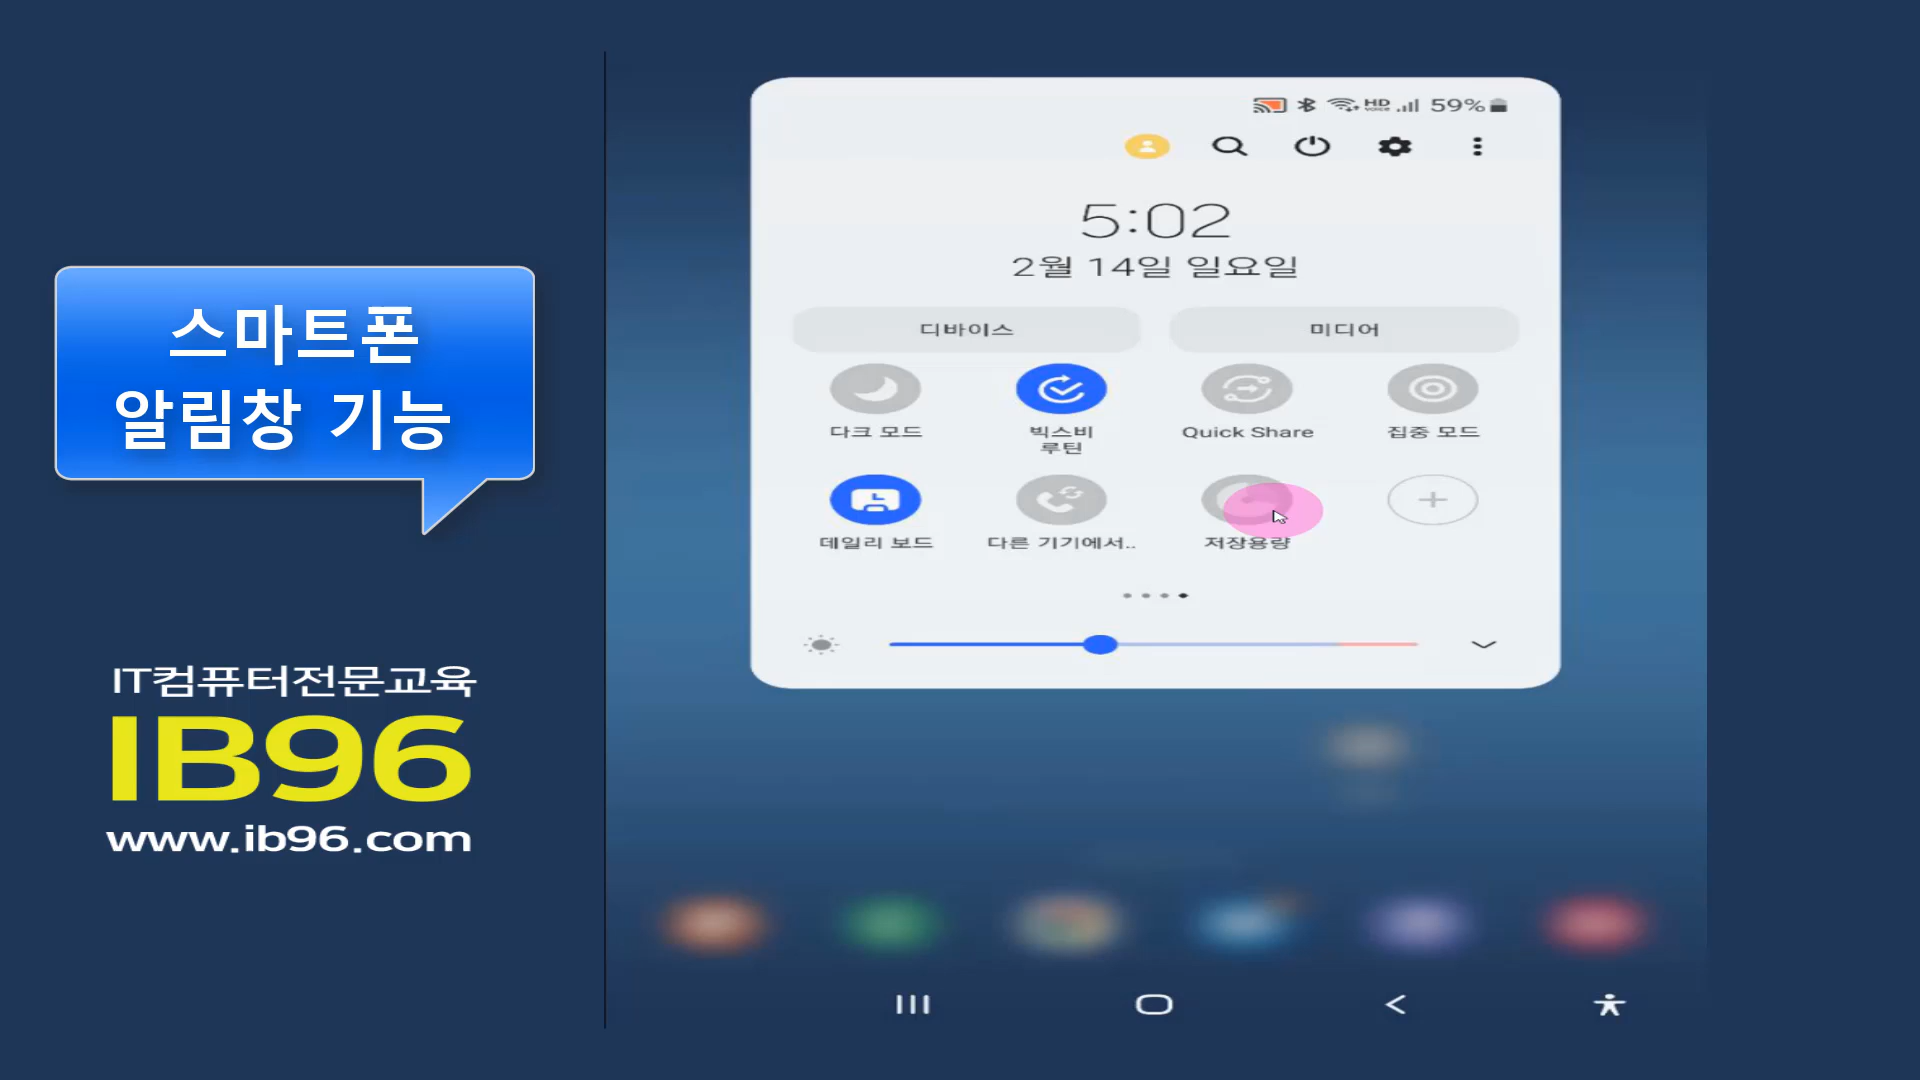 스마트폰
알림창 기능
IT컴퓨터전문교육
IB96
www.ib96.com
HD voice 59%
5:02
2월 14일 일요일
디바이스
미디어
다크 모드
빅스비
루틴
Quick Share
집중 모드
데일리 보드
다른 기기에서..
저장용량